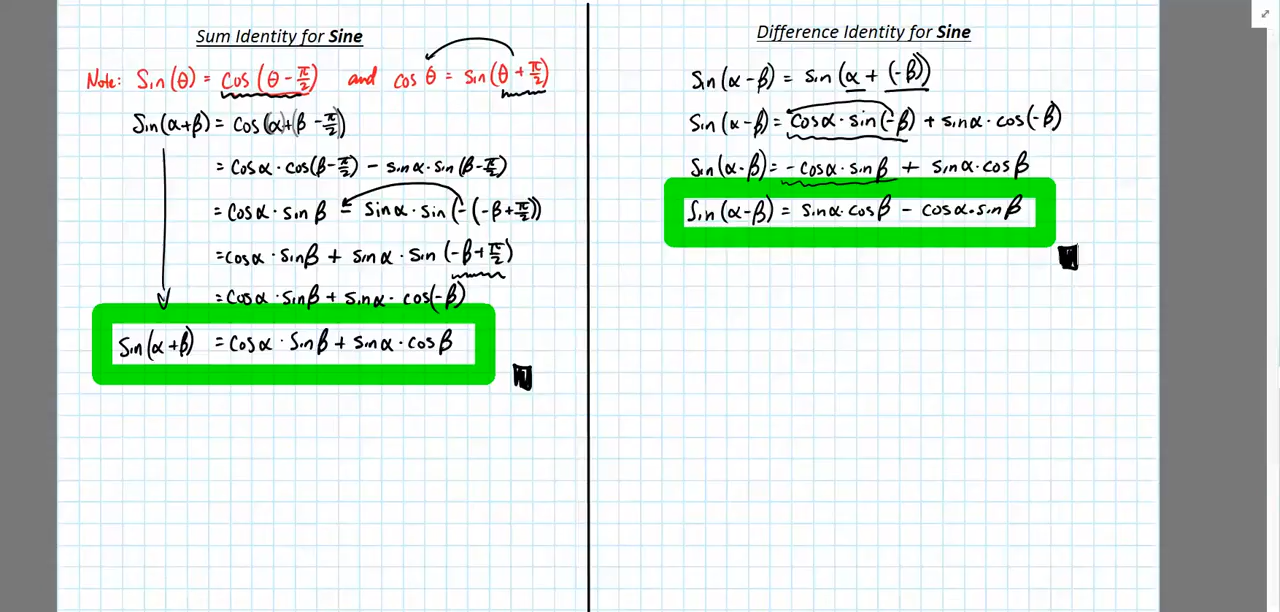 Sum Identity for Sine
Note: Sin(θ) = cos(θ - π/2) and cos θ = sin(θ + π/2)
Sin(α+β) = cos(α+(β - π/2))
= cosα · cos(β-π/2) - sinα · sin(β-π/2)
= cosα · sinβ - sinα · sin(-(-β+π/2))
= cosα · sinβ + sinα · sin(-β+π/2)
= cosα · sinβ + sinα · cos(-β)
Sin(α+β) = cosα · sinβ + sinα · cosβ
Difference Identity for Sine
Sin(α-β) = sin(α + (-β))
Sin(α-β) = cosα · sin(-β) + sinα · cos(-β)
Sin(α-β) = -cosα · sinβ + sinα · cosβ
Sin(α-β) = sinα · cosβ - cosα · sinβ